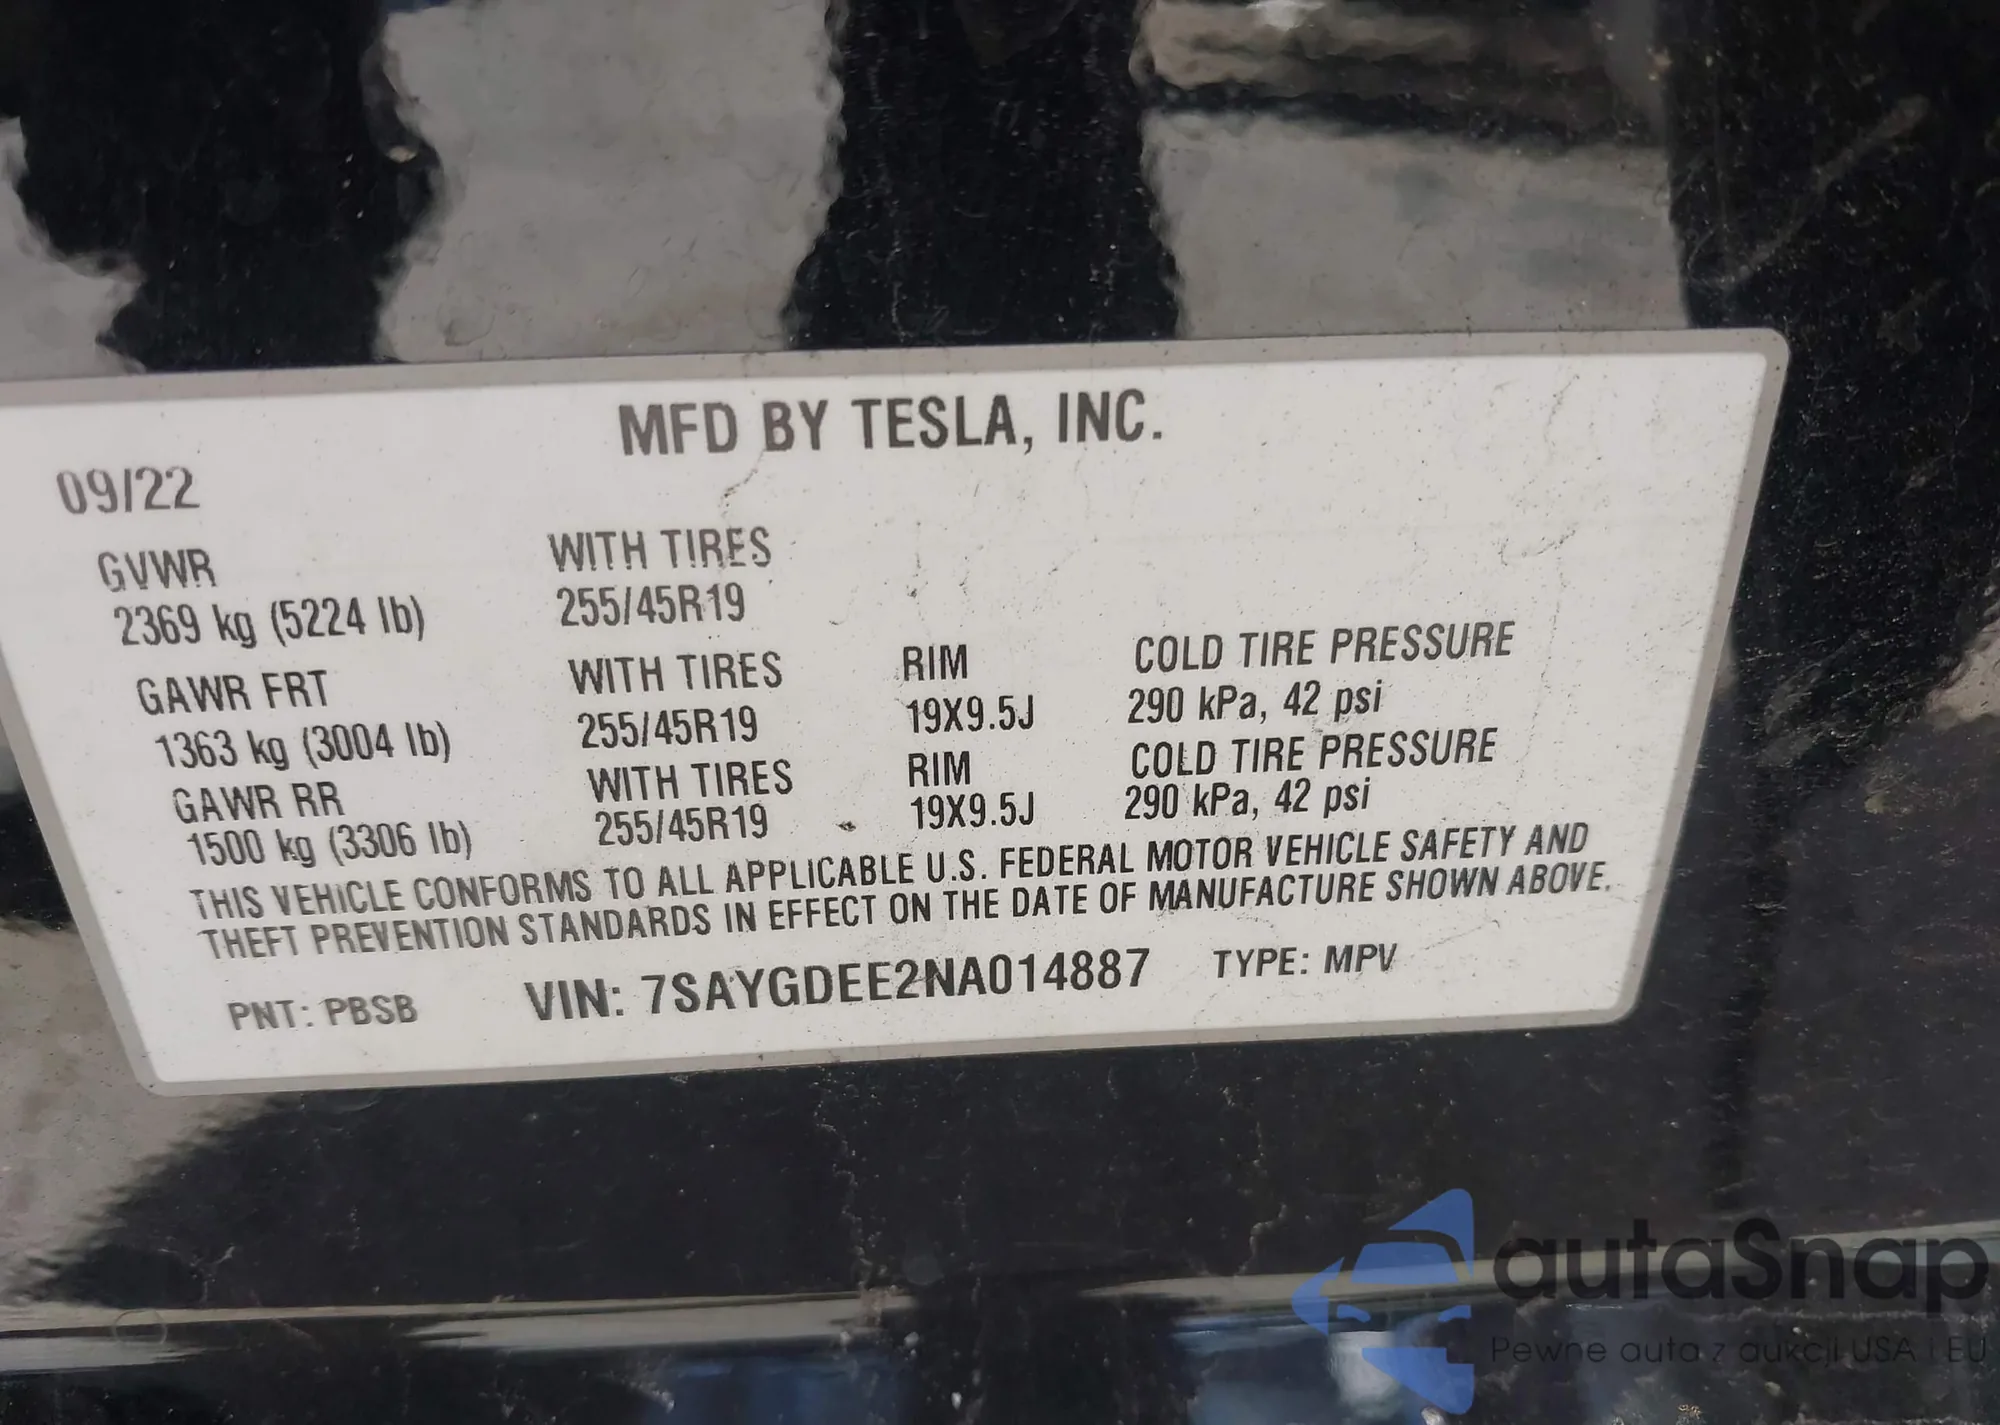 MFD BY TESLA, INC.
09/22
GVWR WITH TIRES
2369 kg (5224 lb) 255/45R19
GAWR FRT WITH TIRES RIM COLD TIRE PRESSURE
1363 kg (3004 lb) 255/45R19 19X9.5J 290 kPa, 42 psi
GAWR RR WITH TIRES RIM COLD TIRE PRESSURE
1500 kg (3306 lb) 255/45R19 19X9.5J 290 kPa, 42 psi
THIS VEHICLE CONFORMS TO ALL APPLICABLE U.S. FEDERAL MOTOR VEHICLE SAFETY AND
THEFT PREVENTION STANDARDS IN EFFECT ON THE DATE OF MANUFACTURE SHOWN ABOVE.
PNT: PBSB VIN: 7SAYGDEE2NA014887 TYPE: MPV
autaSnap
Pewne auta z aukcji USA i EU